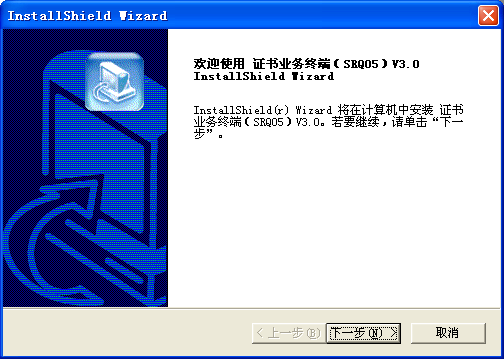 InstallShield Wizard
欢迎使用 证书业务终端(SRQ05)V3.0
InstallShield Wizard
InstallShield(r) Wizard 将在计算机中安装 证书
业务终端(SRQ05)V3.0。若要继续,请单击“下一
步”。
< 上一步(B) 下一步(N) > 取消